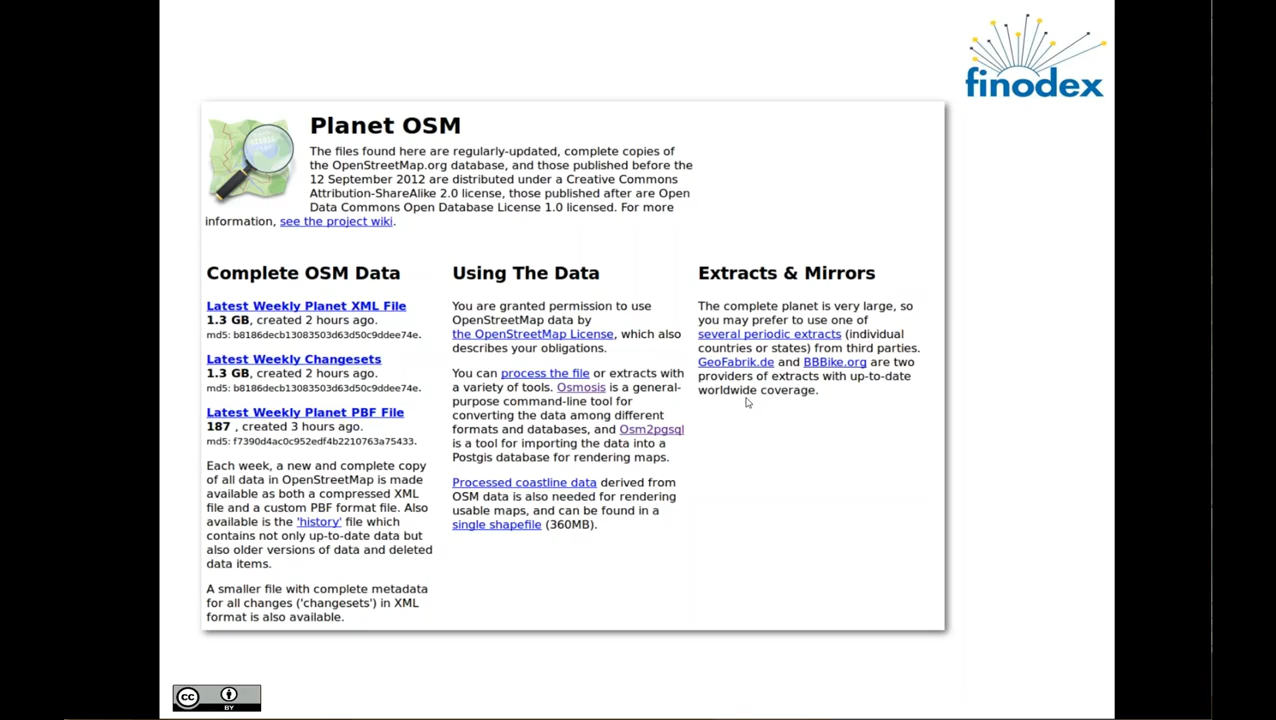 finodex
Planet OSM
The files found here are regularly-updated, complete copies of
the OpenStreetMap.org database, and those published before the
12 September 2012 are distributed under a Creative Commons
Attribution-ShareAlike 2.0 license, those published after are Open
Data Commons Open Database License 1.0 licensed. For more
information, see the project wiki.
Complete OSM Data
Latest Weekly Planet XML File
1.3 GB, created 2 hours ago.
md5: b8186decb13083503d63d50c9ddee74e.
Latest Weekly Changesets
1.3 GB, created 2 hours ago.
md5: b8186decb13083503d63d50c9ddee74e.
Latest Weekly Planet PBF File
187 , created 3 hours ago.
md5: f7390d4ac0c952edf4b2210763a75433.
Each week, a new and complete copy
of all data in OpenStreetMap is made
available as both a compressed XML
file and a custom PBF format file. Also
available is the 'history' file which
contains not only up-to-date data but
also older versions of data and deleted
data items.
A smaller file with complete metadata
for all changes ('changesets') in XML
format is also available.
Using The Data
You are granted permission to use
OpenStreetMap data by
the OpenStreetMap License, which also
describes your obligations.
You can process the file or extracts with
a variety of tools. Osmosis is a general-
purpose command-line tool for
converting the data among different
formats and databases, and Osm2pgsql
is a tool for importing the data into a
Postgis database for rendering maps.
Processed coastline data derived from
OSM data is also needed for rendering
usable maps, and can be found in a
single shapefile (360MB).
Extracts & Mirrors
The complete planet is very large, so
you may prefer to use one of
several periodic extracts (individual
countries or states) from third parties.
GeoFabrik.de and BBBike.org are two
providers of extracts with up-to-date
worldwide coverage.
cc
BY